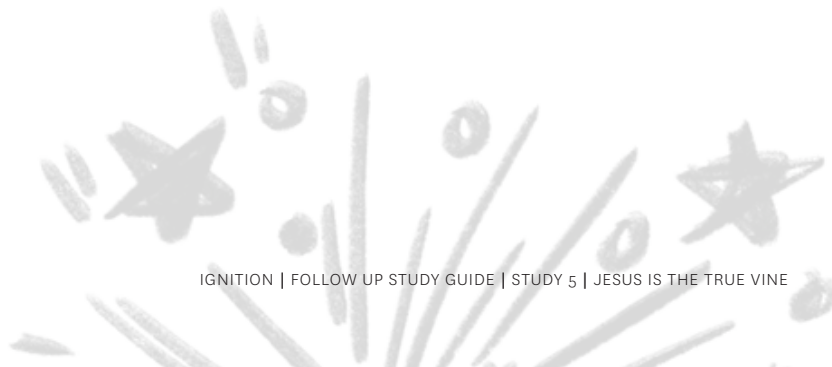 IGNITION | FOLLOW UP STUDY GUIDE | STUDY 5 | JESUS IS THE TRUE VINE